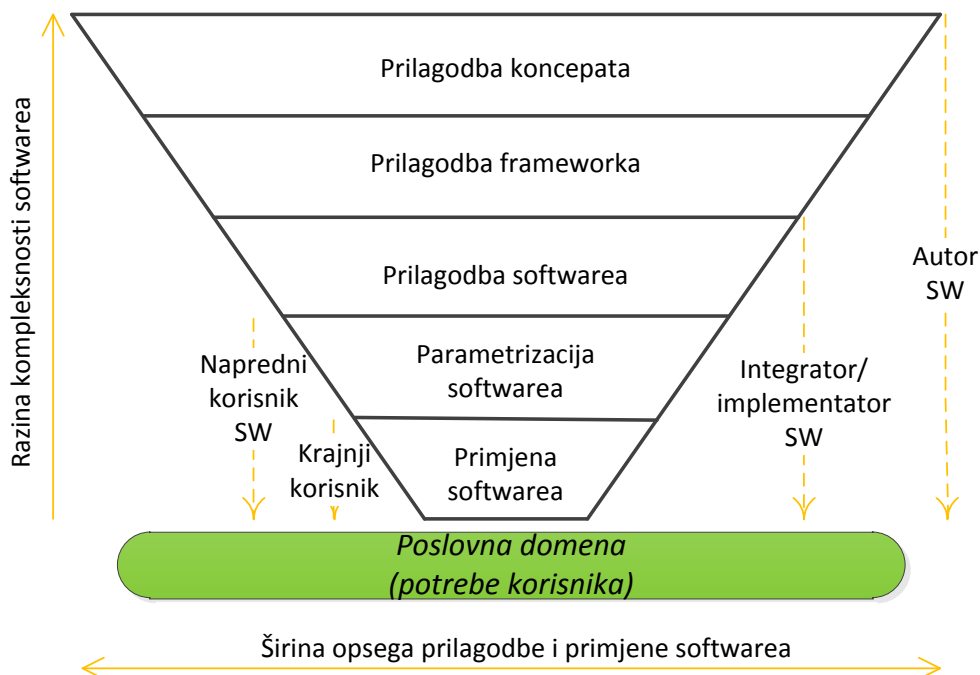 Razina kompleksnosti softwarea
Prilagodba koncepata
Prilagodba frameworka
Prilagodba softwarea
Parametrizacija
softwarea
Primjena
softwarea
Napredni
korisnik
SW
Krajnji
korisnik
Integrator/
implementator
SW
Autor
SW
Poslovna domena
(potrebe korisnika)
Širina opsega prilagodbe i primjene softwarea